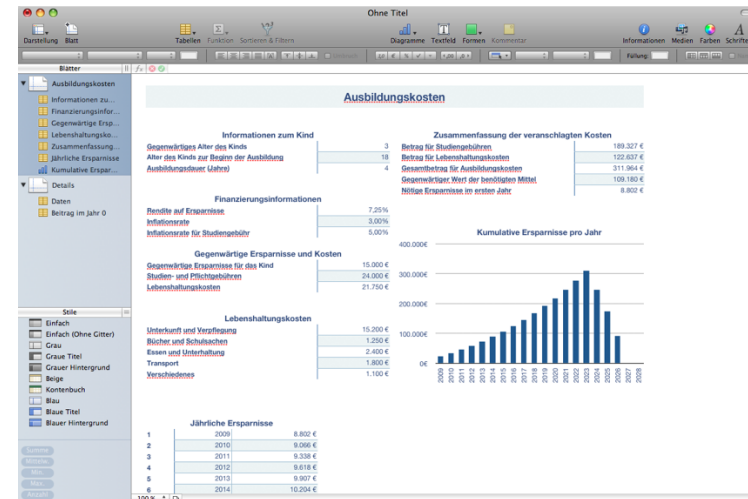 Ohne Titel
Darstellung Blatt Tabellen Funktion Sortieren & Filtern Diagramme Textfeld Formen Kommentar Informationen Medien Farben Schriften
Füllung
Blätter fx
Ausbildungskosten
Informationen zu...
Finanzierungsinfor...
Gegenwärtige Ersp...
Lebenshaltungsko...
Zusammenfassung...
Jährliche Ersparnisse
Kumulative Erspar...
Details
Daten
Beitrag im Jahr 0
Stile
Einfach
Einfach (Ohne Gitter)
Grau
Graue Titel
Grauer Hintergrund
Beige
Kontenbuch
Blau
Blaue Titel
Blauer Hintergrund
Summe
Min.
Max.
Anzahl
Ausbildungskosten
Informationen zum Kind
Gegenwärtiges Alter des Kinds 3
Alter des Kinds zur Beginn der Ausbildung 18
Ausbildungsdauer (Jahre) 4
Finanzierungsinformationen
Rendite auf Ersparnisse 7,25%
Inflationsrate 3,00%
Inflationsrate für Studiengebühr 5,00%
Gegenwärtige Ersparnisse und Kosten
Gegenwärtige Ersparnisse für das Kind 15.000 €
Studien- und Pflichtgebühren 24.000 €
Lebenshaltungskosten 21.750 €
Lebenshaltungskosten
Unterkunft und Verpflegung 15.200 €
Bücher und Schulsachen 1.250 €
Essen und Unterhaltung 2.400 €
Transport 1.800 €
Verschiedenes 1.100 €
Jährliche Ersparnisse
1 2009 8.802 €
2 2010 9.066 €
3 2011 9.338 €
4 2012 9.618 €
5 2013 9.907 €
6 2014 10.204 €
Zusammenfassung der veranschlagten Kosten
Betrag für Studiengebühren 189.327 €
Betrag für Lebenshaltungskosten 122.637 €
Gesamtbetrag für Ausbildungskosten 311.964 €
Gegenwärtiger Wert der benötigten Mittel 109.180 €
Nötige Ersparnisse im ersten Jahr 8.802 €
Kumulative Ersparnisse pro Jahr
400.000€
300.000€
200.000€
100.000€
0€
2009 2010 2011 2012 2013 2014 2015 2016 2017 2018 2019 2020 2021 2022 2023 2024 2025 2026 2027 2028
100 %